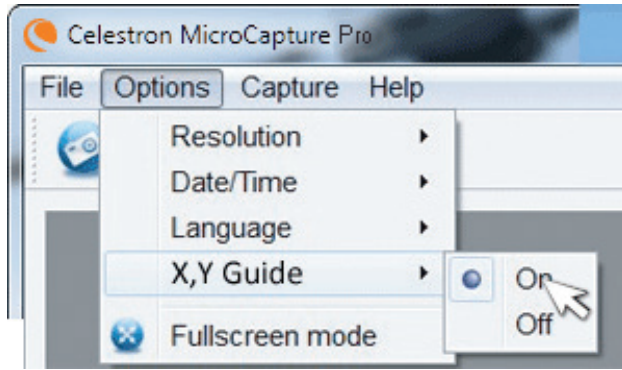 Celestron MicroCapture Pro
File Options Capture Help
Resolution
Date/Time
Language
X,Y Guide
On
Off
Fullscreen mode